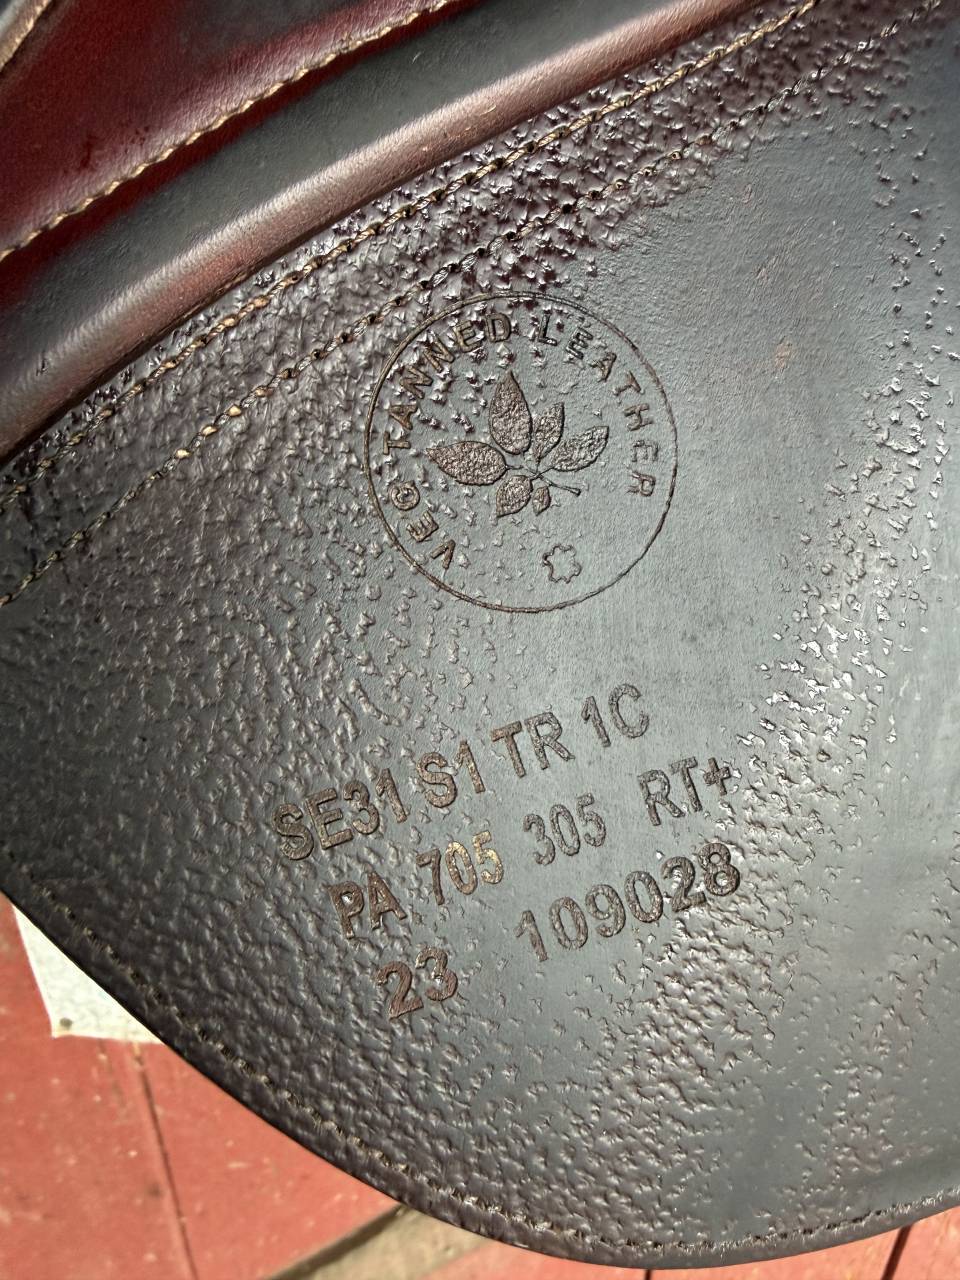 VEG TANNED LEATHER
SE31 S1 TR 1C
PA 705 305 RT+
23 109028